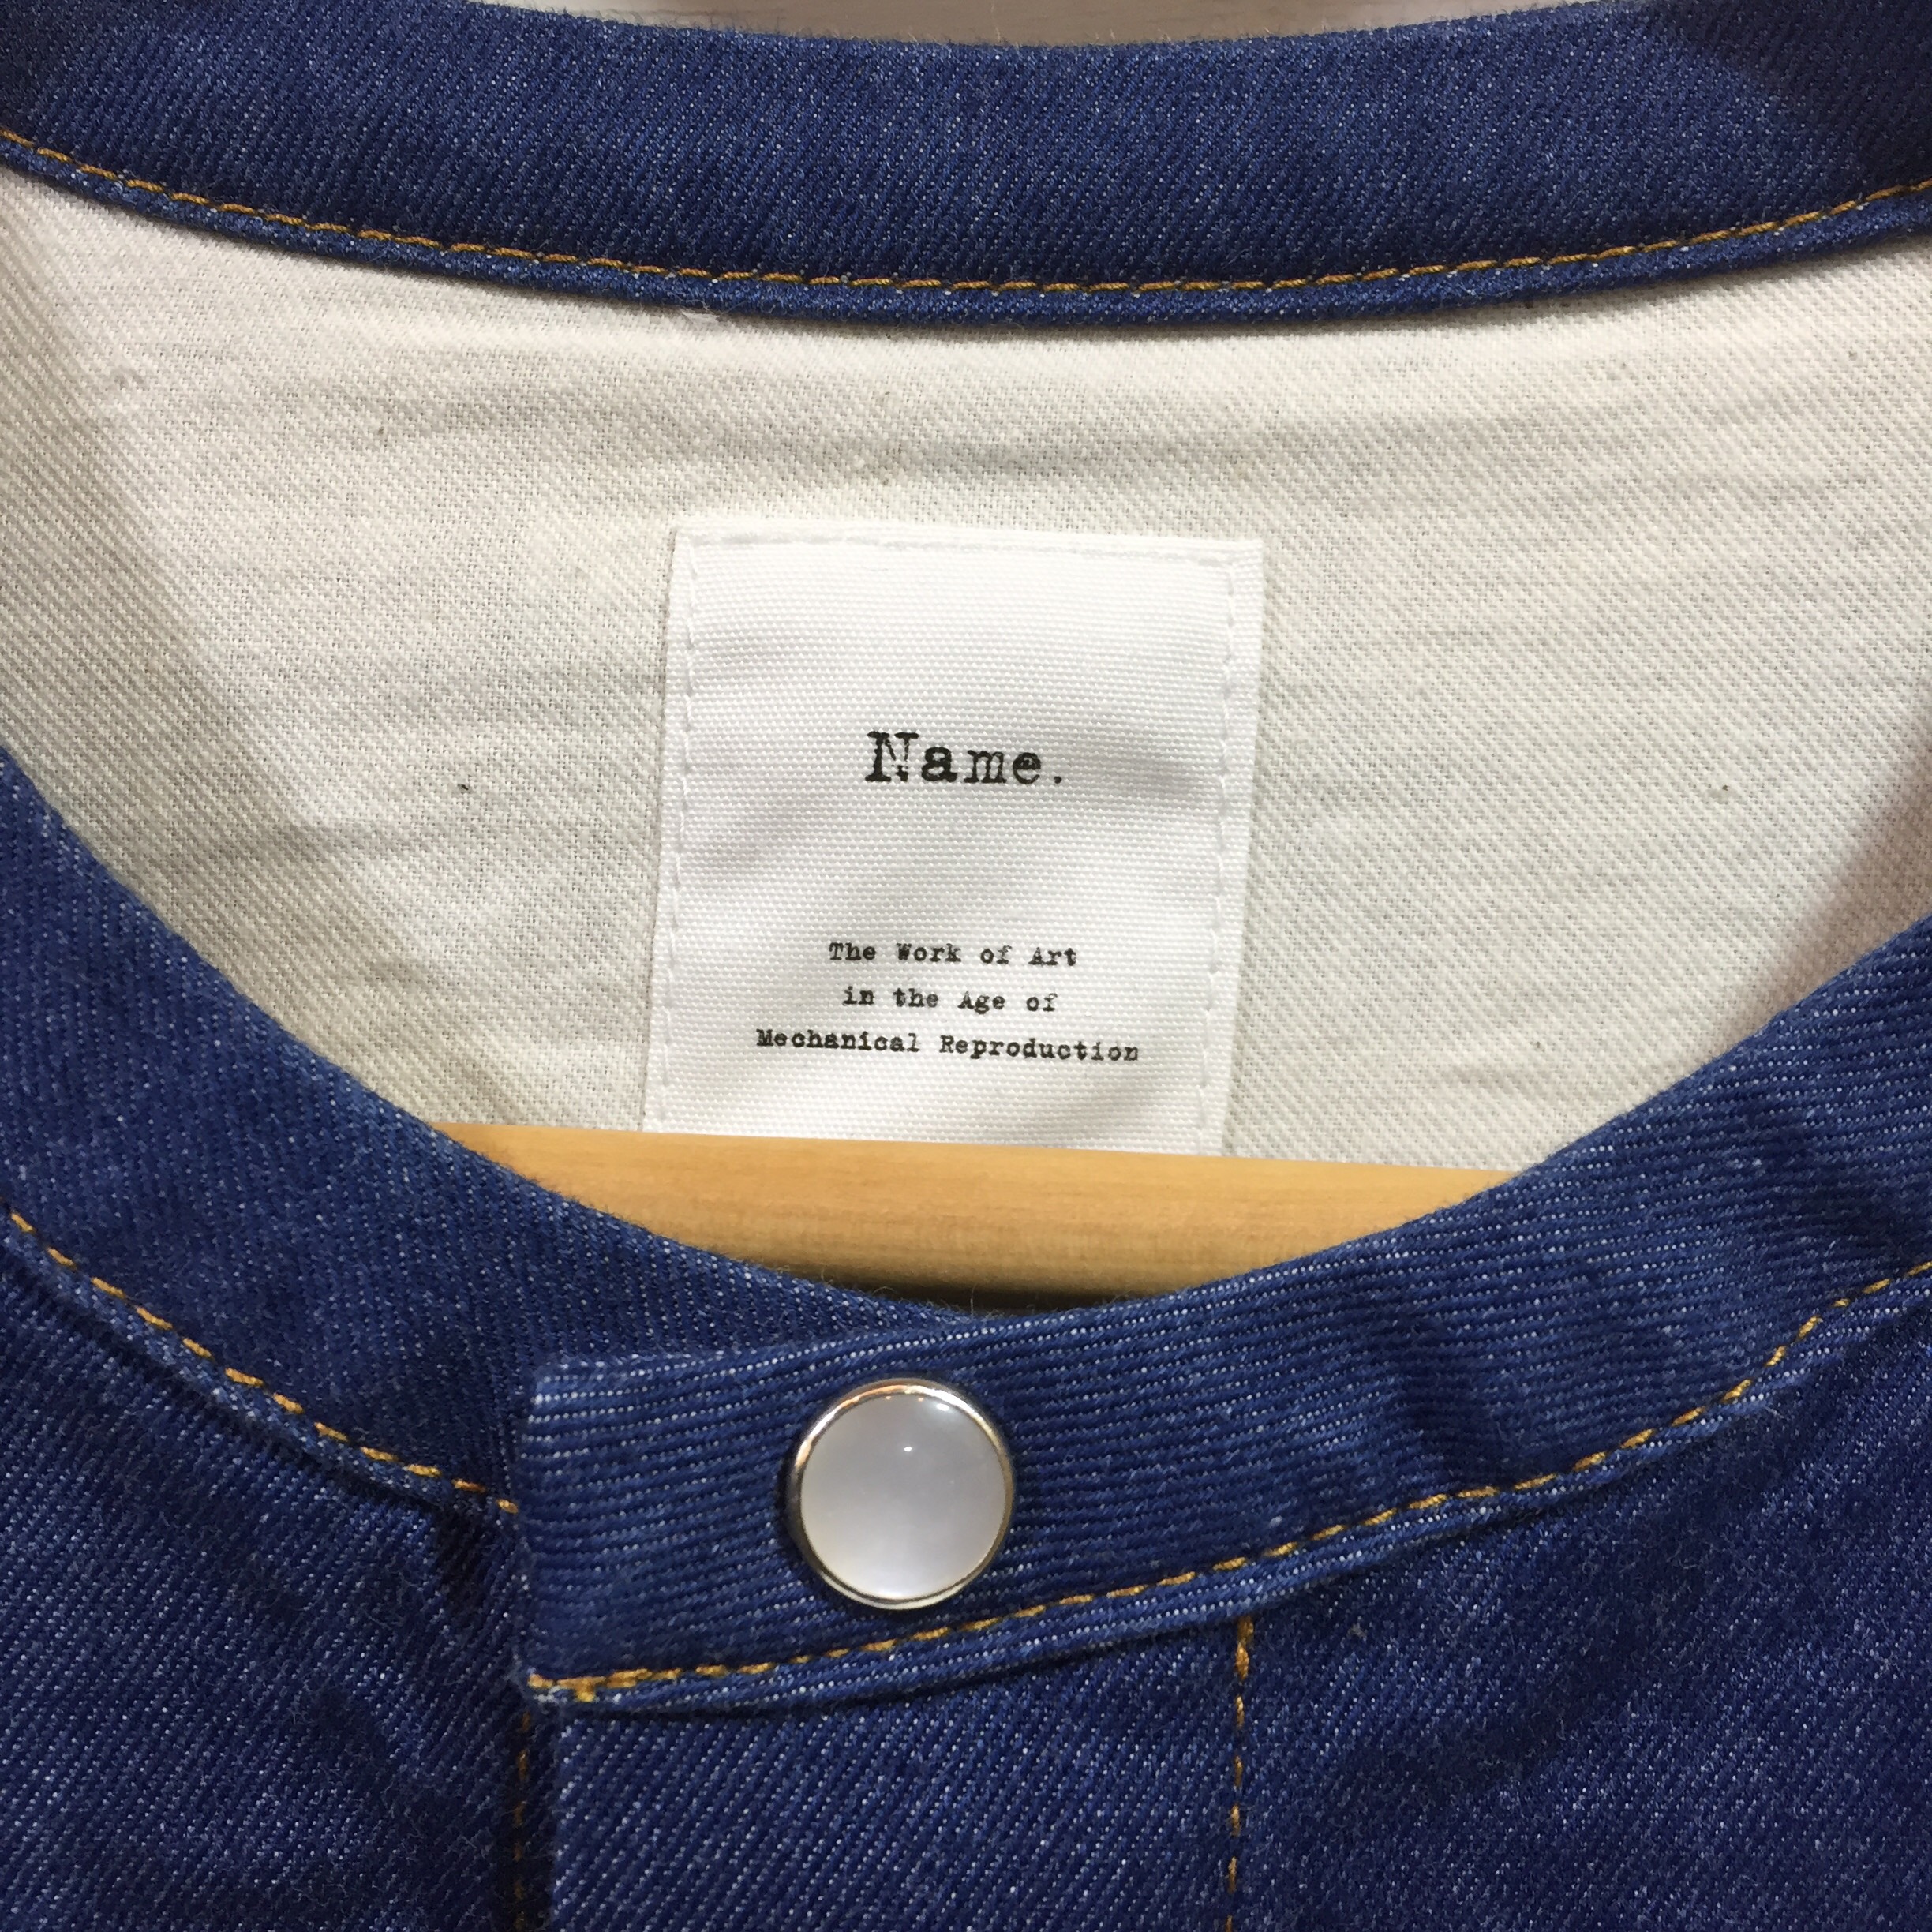 Name.
The Work of Art
in the Age of
Mechanical Reproduction